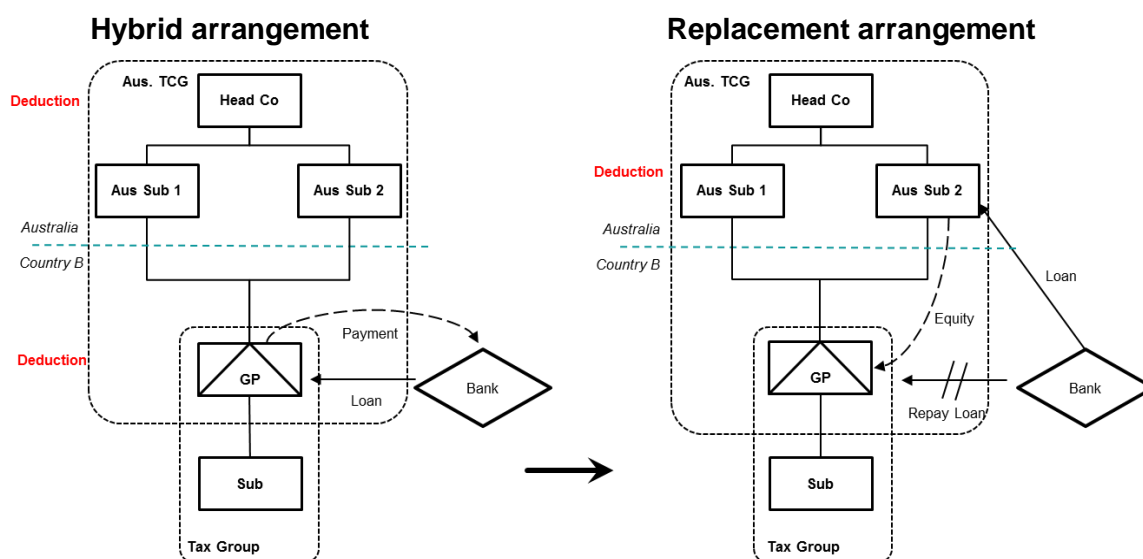 Hybrid arrangement
Aus. TCG
Deduction
Head Co
Aus Sub 1
Aus Sub 2
Australia
Country B
Payment
Deduction
GP
Loan
Bank
Sub
Tax Group
Replacement arrangement
Aus. TCG
Head Co
Deduction
Aus Sub 1
Aus Sub 2
Australia
Country B
Loan
Equity
GP
Bank
Repay Loan
Sub
Tax Group